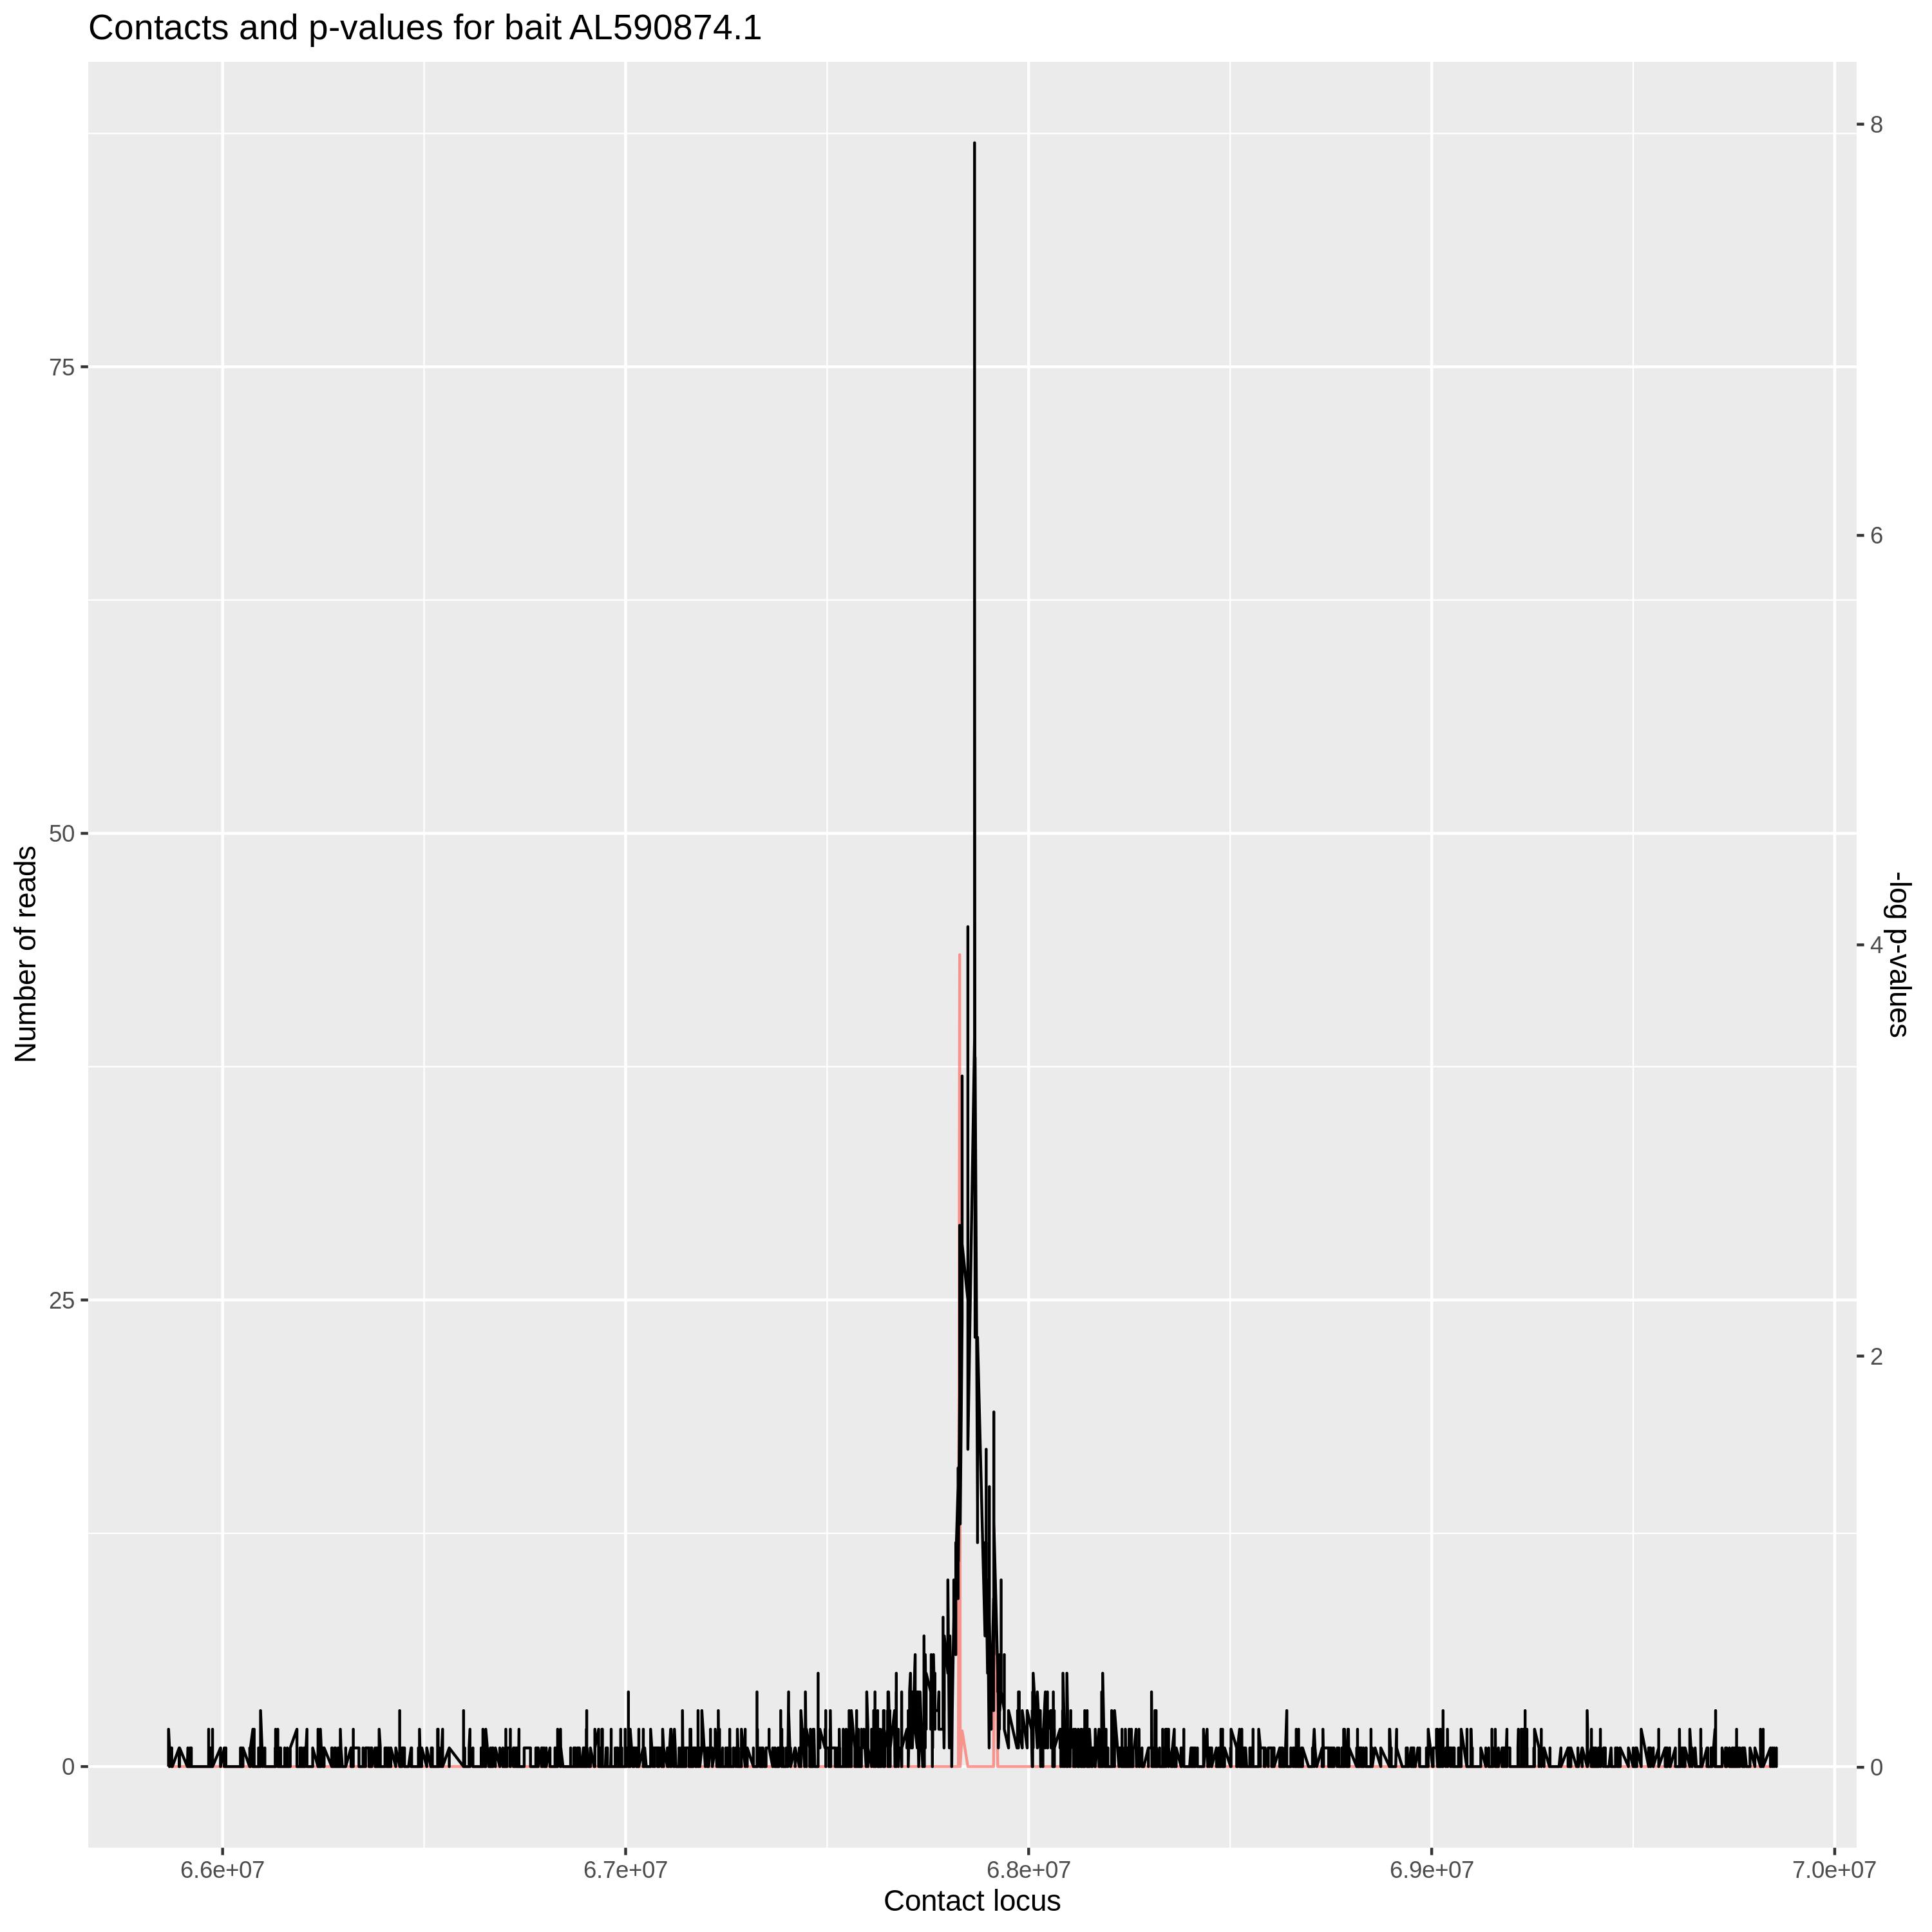 Contacts and p-values for bait AL590874.1
8
75
6
50
4
25
2
0
0
Number of reads
-log p-values
6.6e+07
6.7e+07
6.8e+07
6.9e+07
7.0e+07
Contact locus